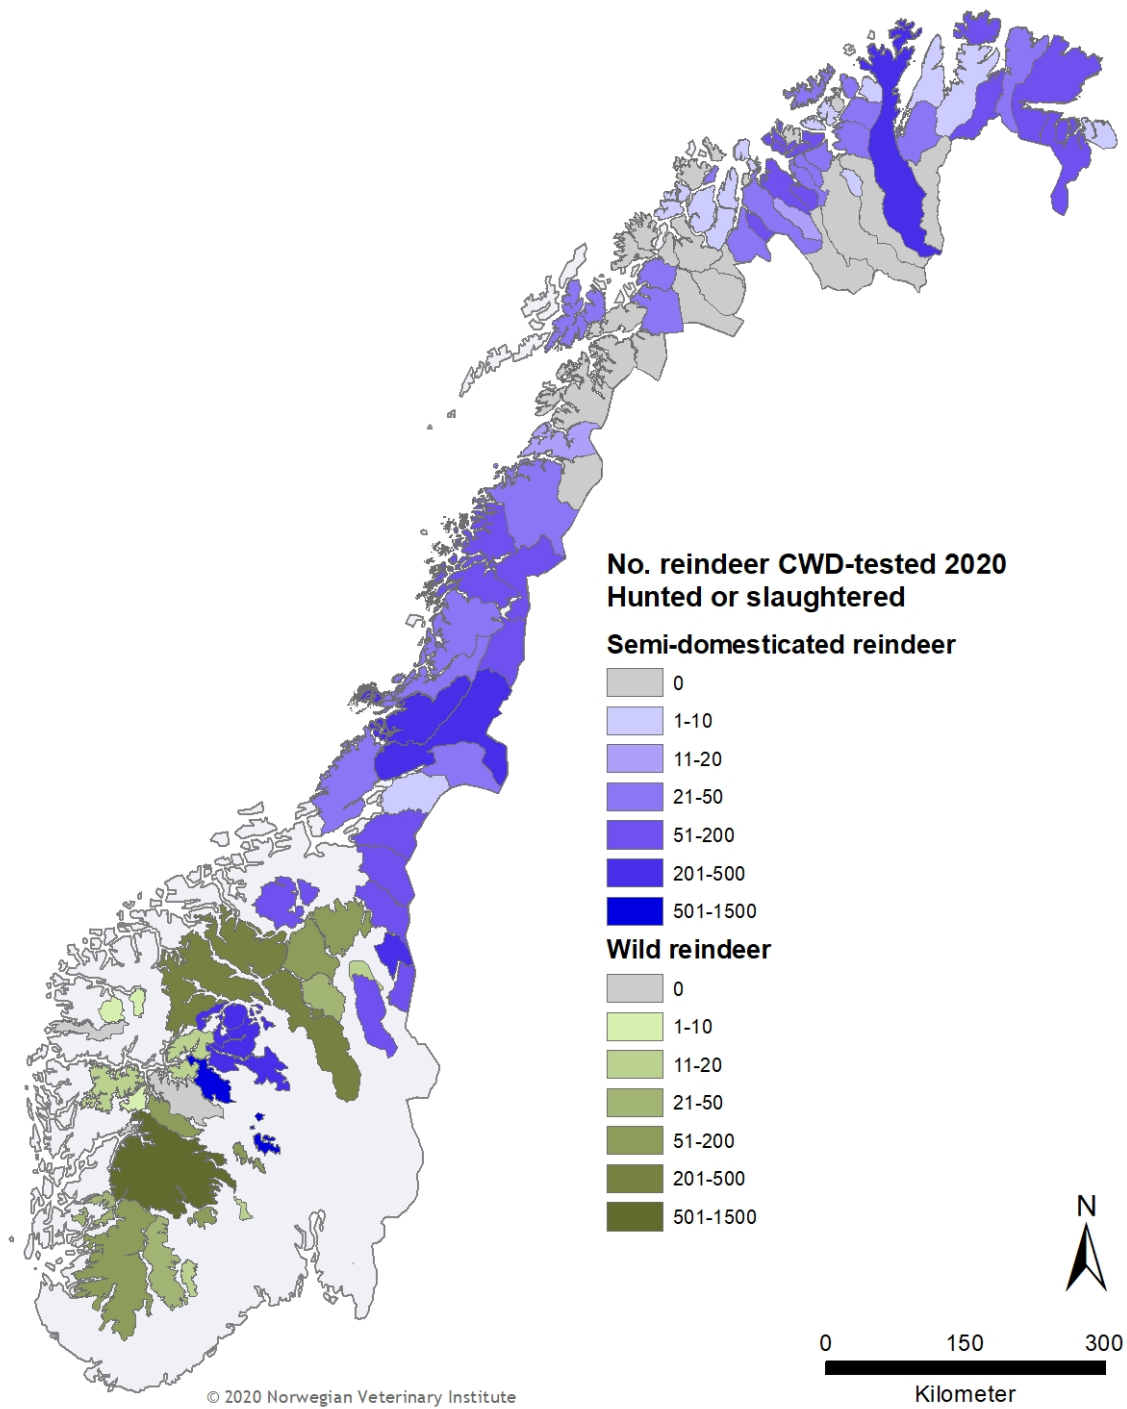 No. reindeer CWD-tested 2020
Hunted or slaughtered
Semi-domesticated reindeer
0
1-10
11-20
21-50
51-200
201-500
501-1500
Wild reindeer
0
1-10
11-20
21-50
51-200
201-500
501-1500
N
0 150 300
Kilometer
© 2020 Norwegian Veterinary Institute